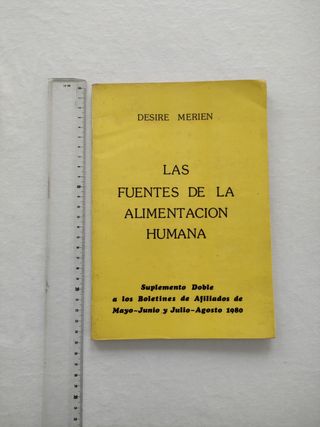 DESIRE MERIEN
LAS
FUENTES DE LA
ALIMENTACION
HUMANA
Suplemento Doble
a los Boletines de Afiliados de
Mayo-Junio y Julio-Agosto 1980